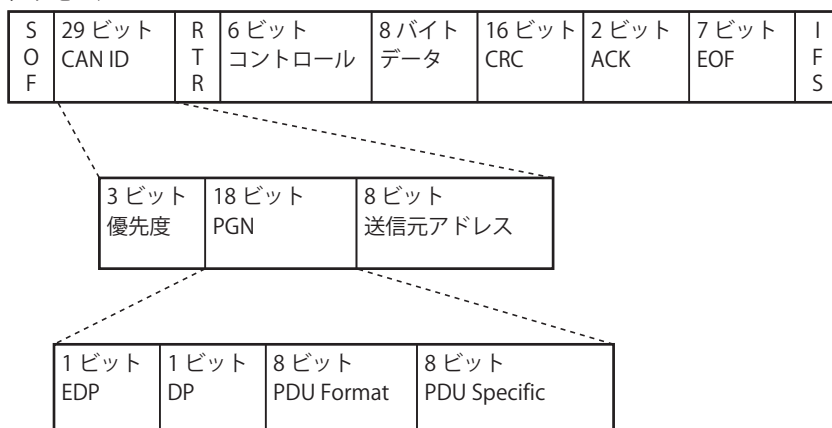 S
O
F
29 ビット
CAN ID
R
T
R
6 ビット
コントロール
8 バイト
データ
16 ビット
CRC
2 ビット
ACK
7 ビット
EOF
I
F
S
3 ビット
優先度
18 ビット
PGN
8 ビット
送信元アドレス
1 ビット
EDP
1 ビット
DP
8 ビット
PDU Format
8 ビット
PDU Specific